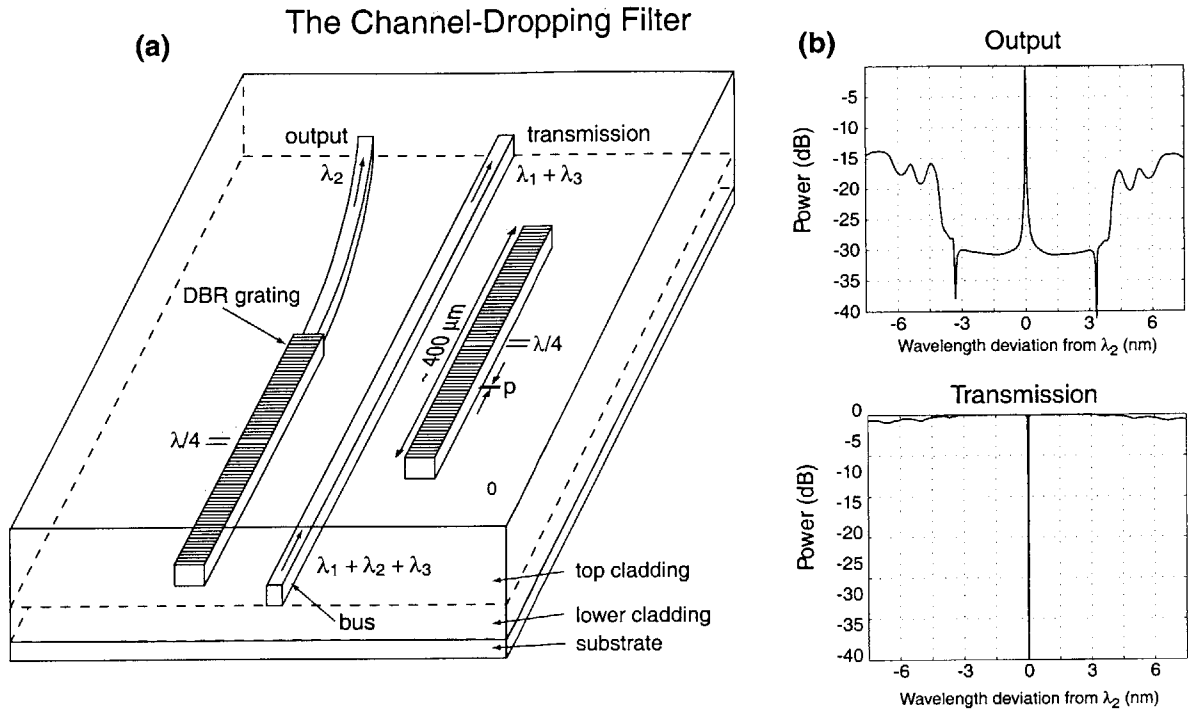 The Channel-Dropping Filter
(a)
output
transmission
λ2
λ1 + λ3
DBR grating
~ 400 µm
λ/4
p
λ/4
0
λ1 + λ2 + λ3
bus
top cladding
lower cladding
substrate
(b)
Output
Power (dB)
-5
-10
-15
-20
-25
-30
-35
-40
-6
-3
0
3
6
Wavelength deviation from λ2 (nm)
Transmission
Power (dB)
0
-5
-10
-15
-20
-25
-30
-35
-40
-6
-3
0
3
6
Wavelength deviation from λ2 (nm)